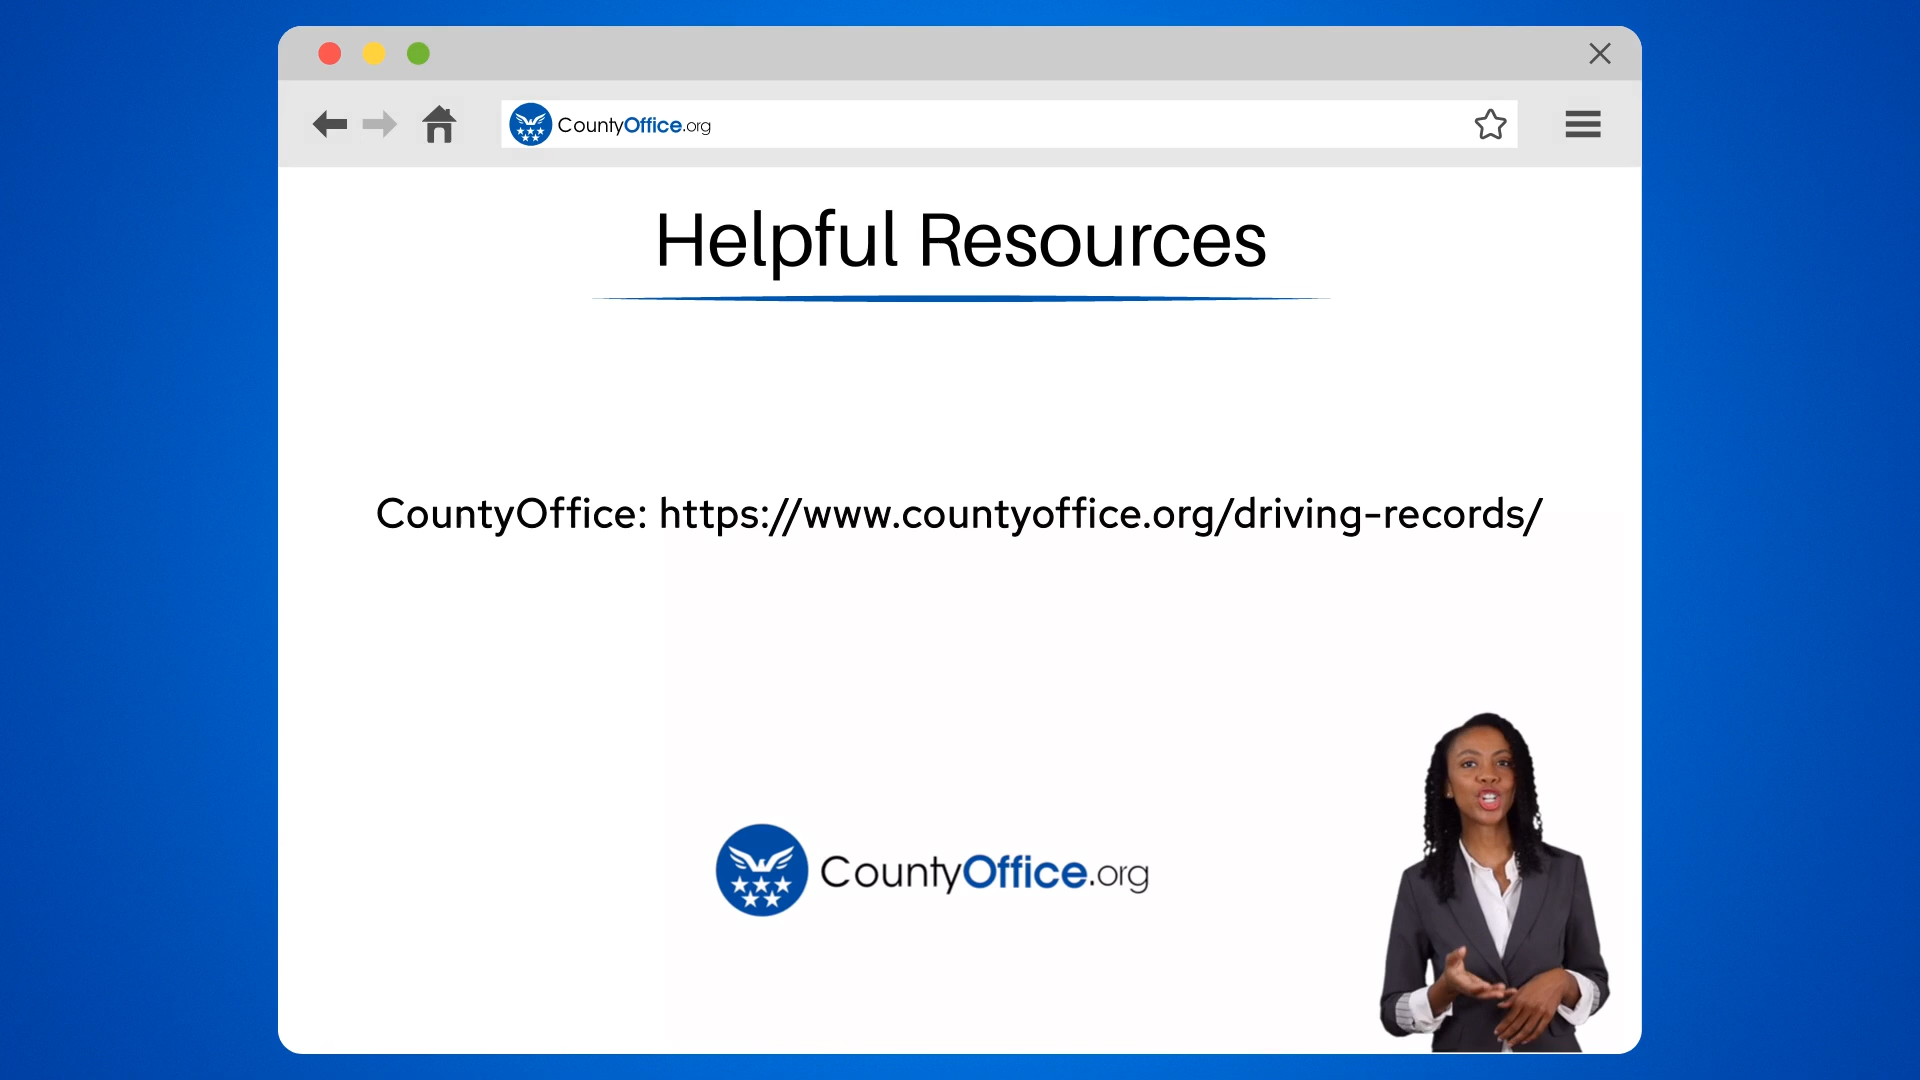 CountyOffice.org
Helpful Resources
CountyOffice: https://www.countyoffice.org/driving-records/
CountyOffice.org